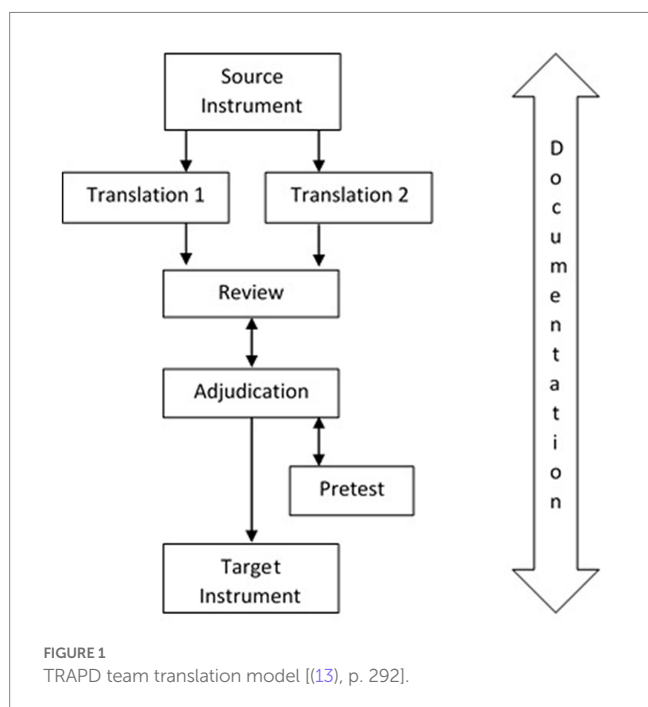 Source
Instrument
Translation 1
Translation 2
Review
Adjudication
Pretest
Target
Instrument
Documentation
FIGURE 1
TRAPD team translation model [(13), p. 292].